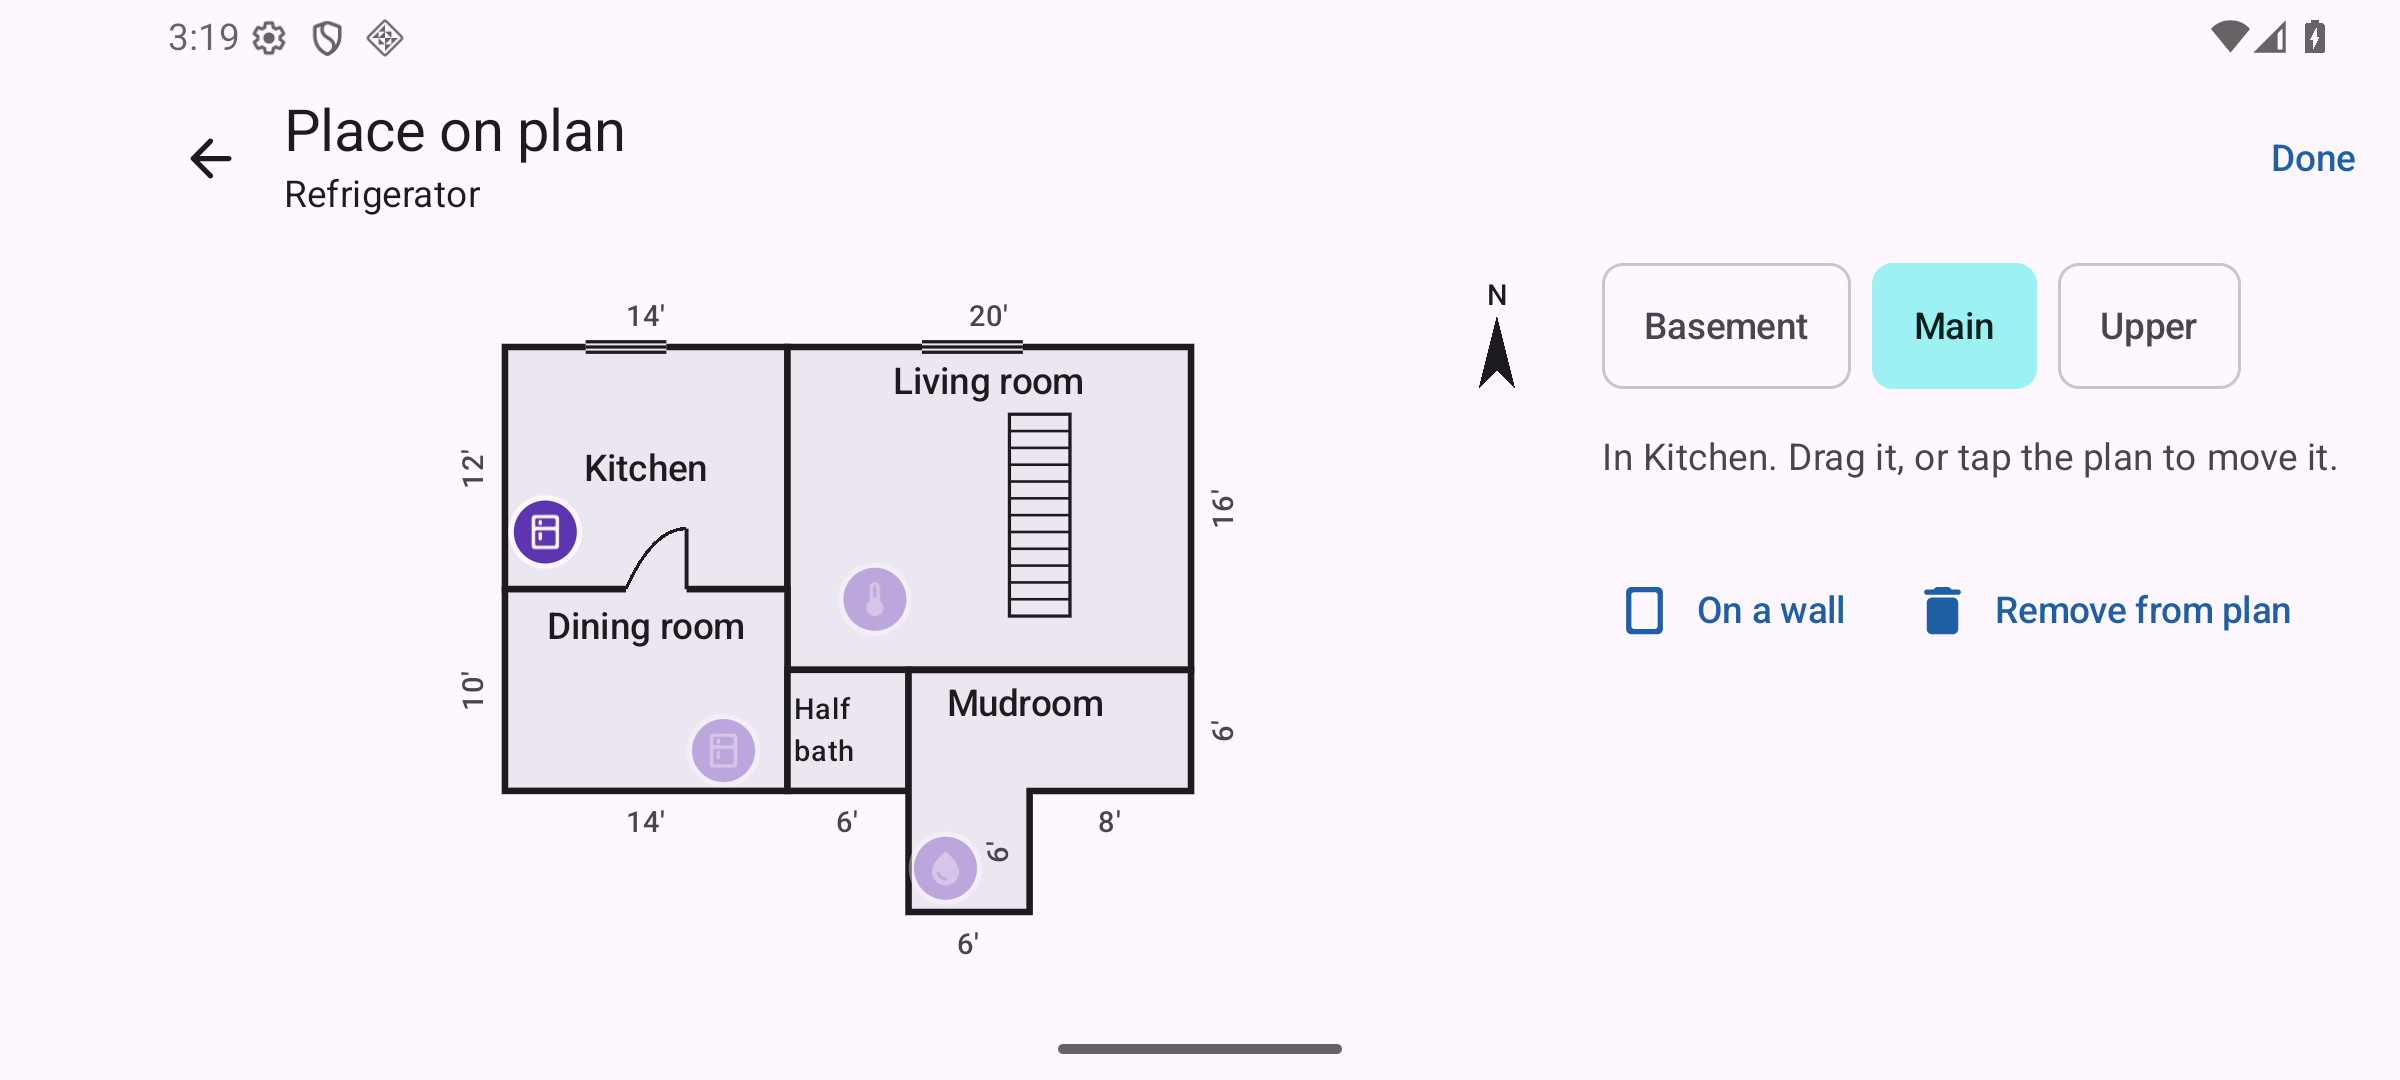 3:19
Place on plan
Refrigerator
Done
14'
20'
N
Basement
Main
Upper
Living room
Kitchen
12'
16'
In Kitchen. Drag it, or tap the plan to move it.
On a wall
Remove from plan
Dining room
10'
Half
bath
Mudroom
6'
14'
6'
8'
6'
6'